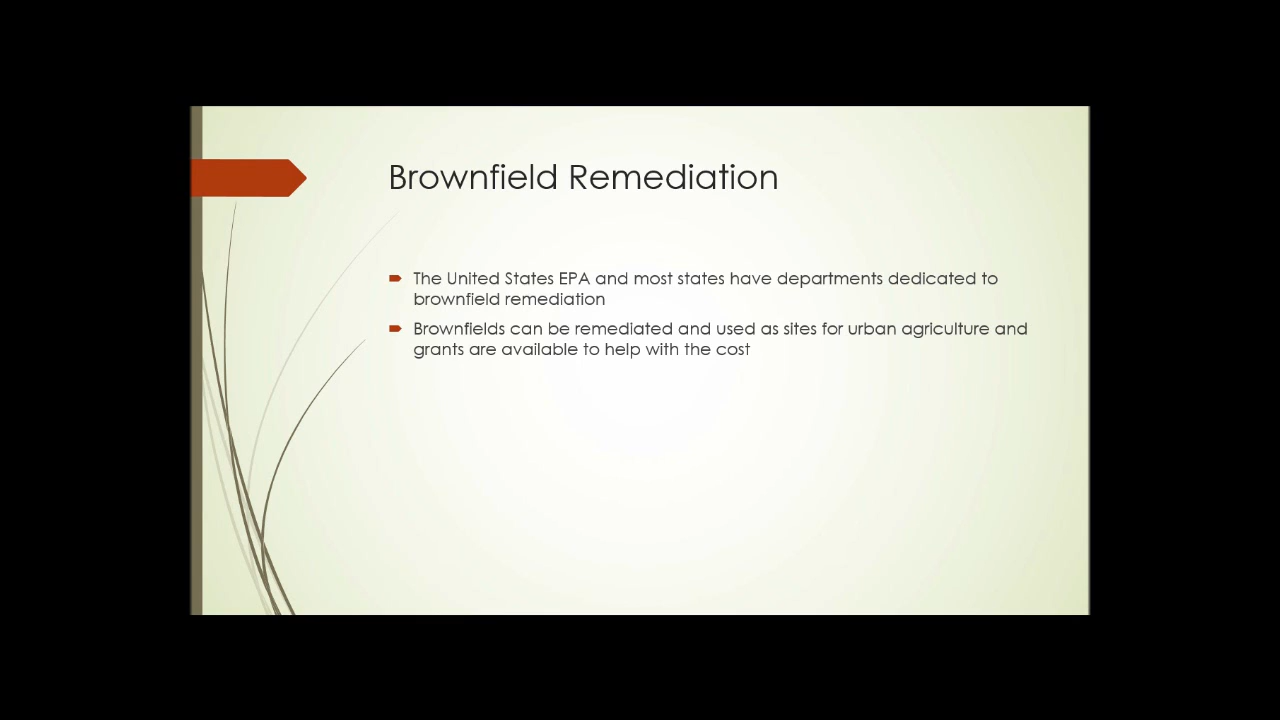 Brownfield Remediation
The United States EPA and most states have departments dedicated to
brownfield remediation
Brownfields can be remediated and used as sites for urban agriculture and
grants are available to help with the cost